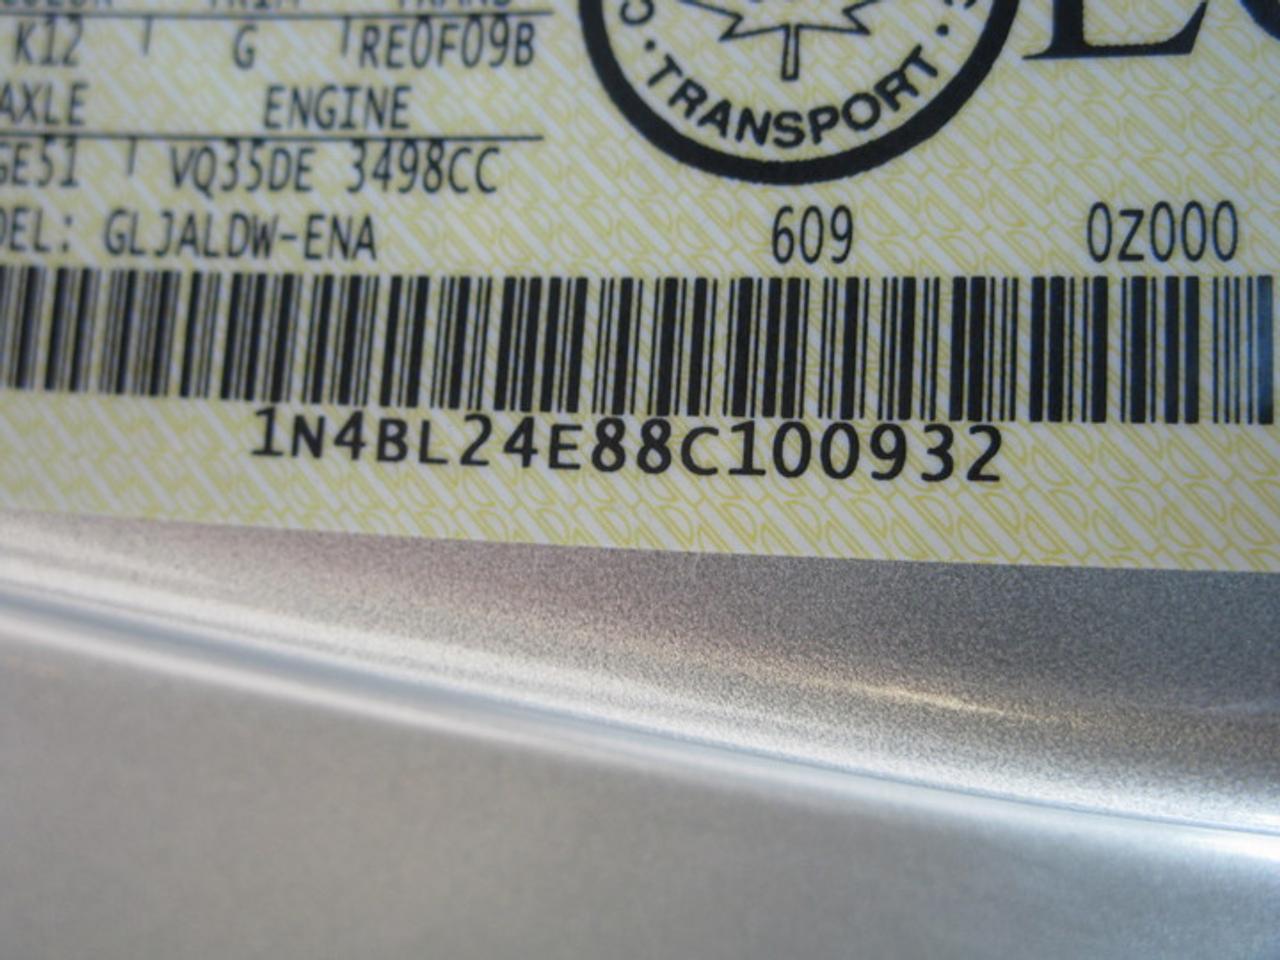 K12 G RE0F09B
AXLE ENGINE
GE51 VQ35DE 3498CC
TRANSPORT
DEL: GLJALDW-ENA 609 0Z000
1N4BL24E88C100932